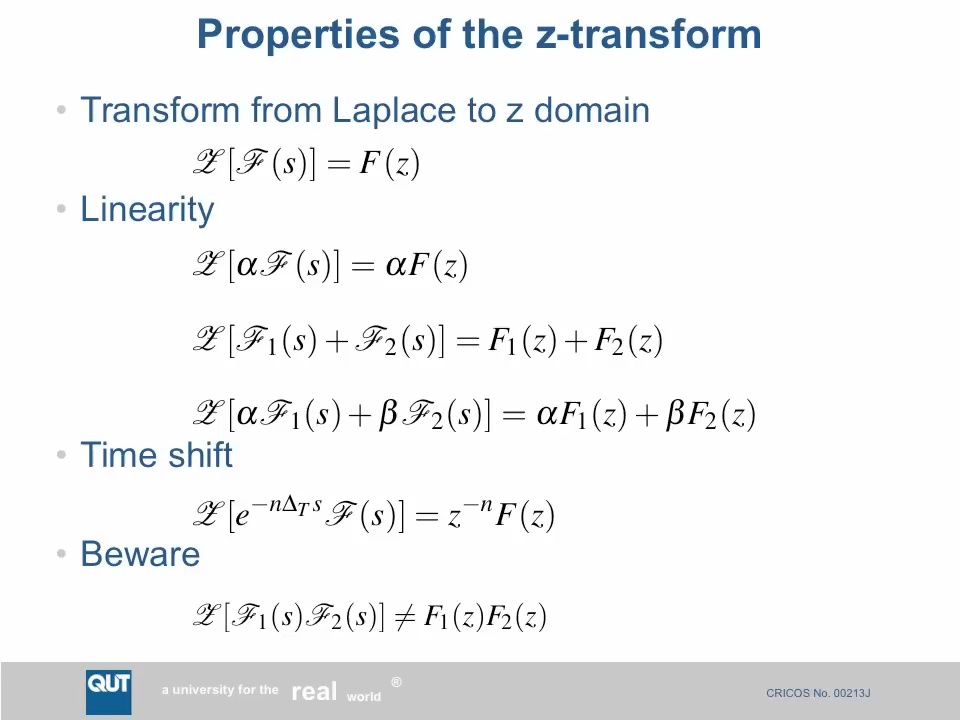 Properties of the z-transform
• Transform from Laplace to z domain
𝒵[ℱ(s)] = F(z)
• Linearity
𝒵[αℱ(s)] = αF(z)
𝒵[ℱ₁(s) + ℱ₂(s)] = F₁(z) + F₂(z)
𝒵[αℱ₁(s) + βℱ₂(s)] = αF₁(z) + βF₂(z)
• Time shift
𝒵[e^{−nΔ_T s}ℱ(s)] = z^{−n}F(z)
• Beware
𝒵[ℱ₁(s)ℱ₂(s)] ≠ F₁(z)F₂(z)
QUT a university for the real world ® CRICOS No. 00213J